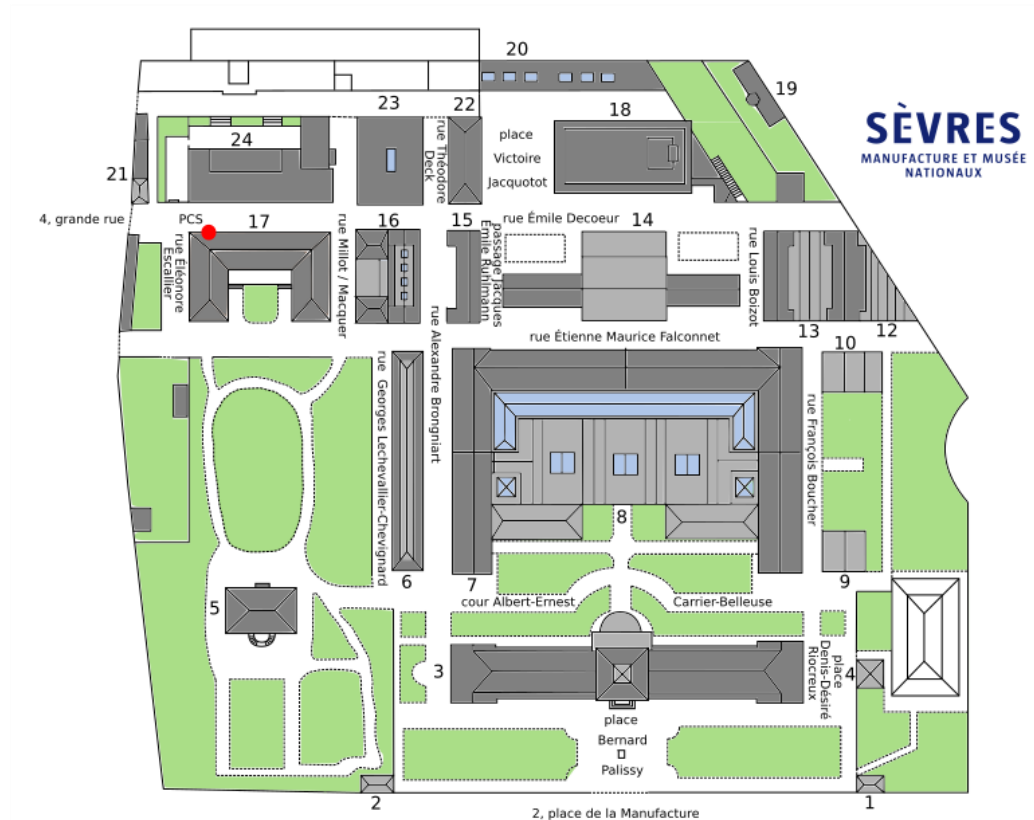 20
19
23
22
18
SÈVRES
MANUFACTURE ET MUSÉE
NATIONAUX
24
rue Théodore
Deck
place
Victoire
Jacquotot
21
4, grande rue
PCS
17
16
15
rue Émile Decoeur
14
rue Éléonore
Escallier
rue Millot / Macquer
passage Jacques
Émile Ruhlmann
rue Louis Boizot
13
12
rue Alexandre Brongniart
rue Étienne Maurice Falconnet
10
rue Georges Lechevallier-Chevignard
rue François Boucher
8
6
7
9
5
cour Albert-Ernest
Carrier-Belleuse
3
place
Denis-Désiré
Riocreux
4
place
Bernard
Palissy
2
1
2, place de la Manufacture